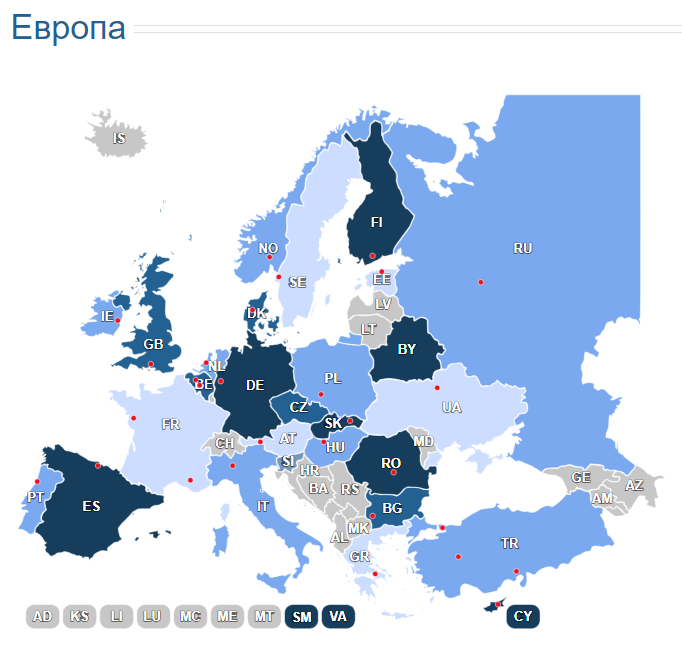 Европа
IS
FI
RU
NO
SE
EE
LV
LT
DK
IE
GB
BY
NL
BE
DE
PL
CZ
SK
UA
FR
CH
AT
HU
MD
SI
HR
RO
BA
RS
BG
GE
AZ
AM
PT
ES
IT
MK
AL
GR
TR
AD KS LI LU MC ME MT SM VA CY